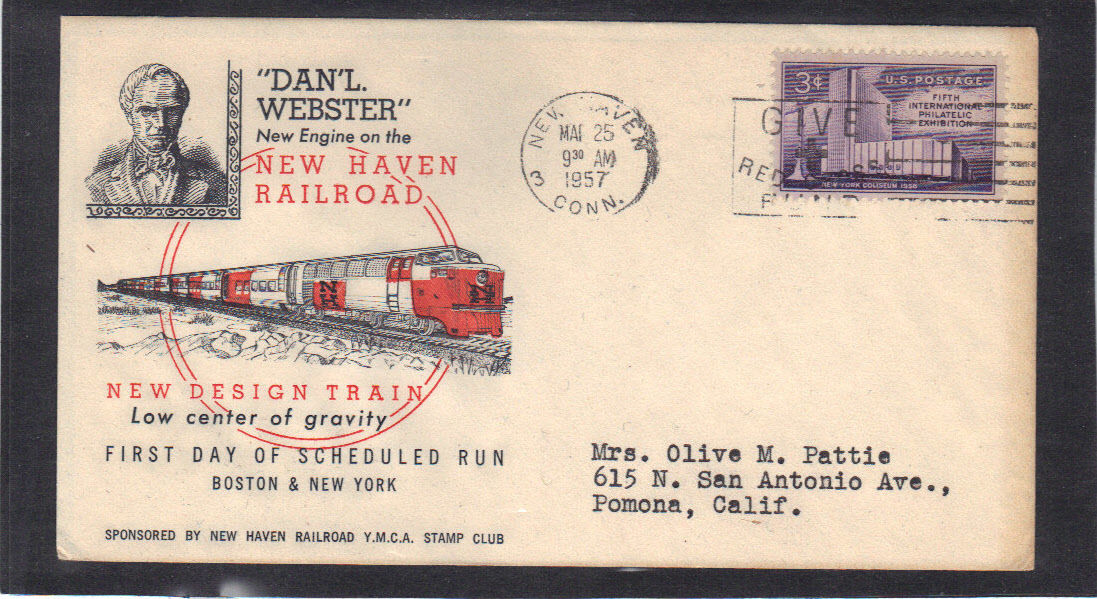 "DAN'L.
WEBSTER"
New Engine on the
NEW HAVEN
RAILROAD
NH
NEW DESIGN TRAIN
Low center of gravity
FIRST DAY OF SCHEDULED RUN
BOSTON & NEW YORK
SPONSORED BY NEW HAVEN RAILROAD Y.M.C.A. STAMP CLUB
NEW HAVEN
MAR 25
9 30 AM
1957
3 CONN.
GIVE
RED
3¢
U.S. POSTAGE
FIFTH
INTERNATIONAL
PHILATELIC
EXHIBITION
NEW YORK COLISEUM 1956
Mrs. Olive M. Pattie
615 N. San Antonio Ave.,
Pomona, Calif.